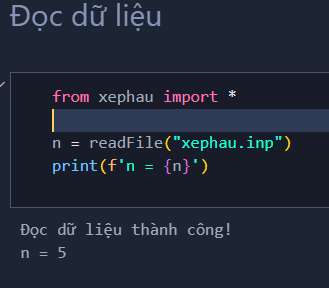 Đọc dữ liệu
from xephau import *
n = readFile("xephau.inp")
print(f'n = {n}')
Đọc dữ liệu thành công!
n = 5